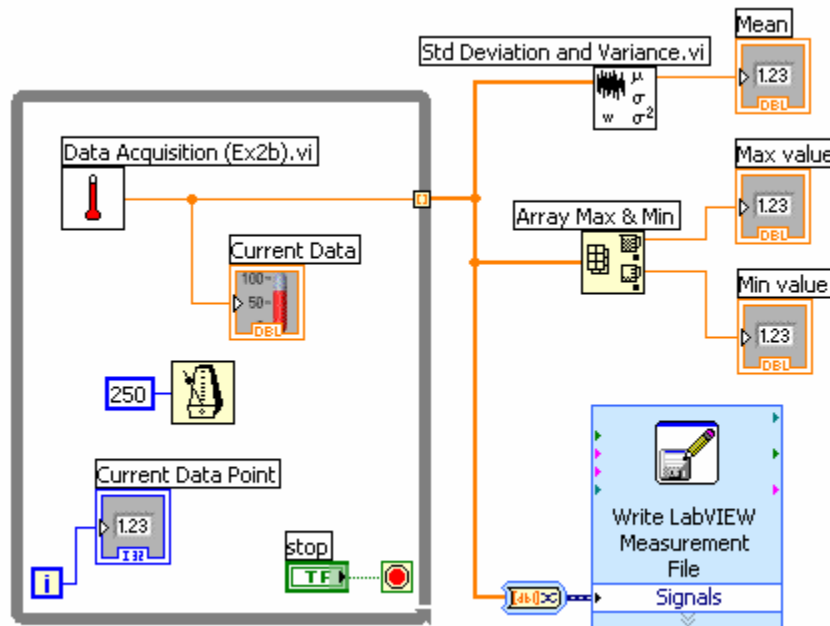 Mean
Std Deviation and Variance.vi
μ
σ
w σ²
1.23
DBL
Data Acquisition (Ex2b).vi
Max value
1.23
DBL
Array Max & Min
Current Data
100
50
DBL
Min value
1.23
DBL
250
Current Data Point
1.23
I32
i
stop
TF
Write LabVIEW
Measurement
File
Signals